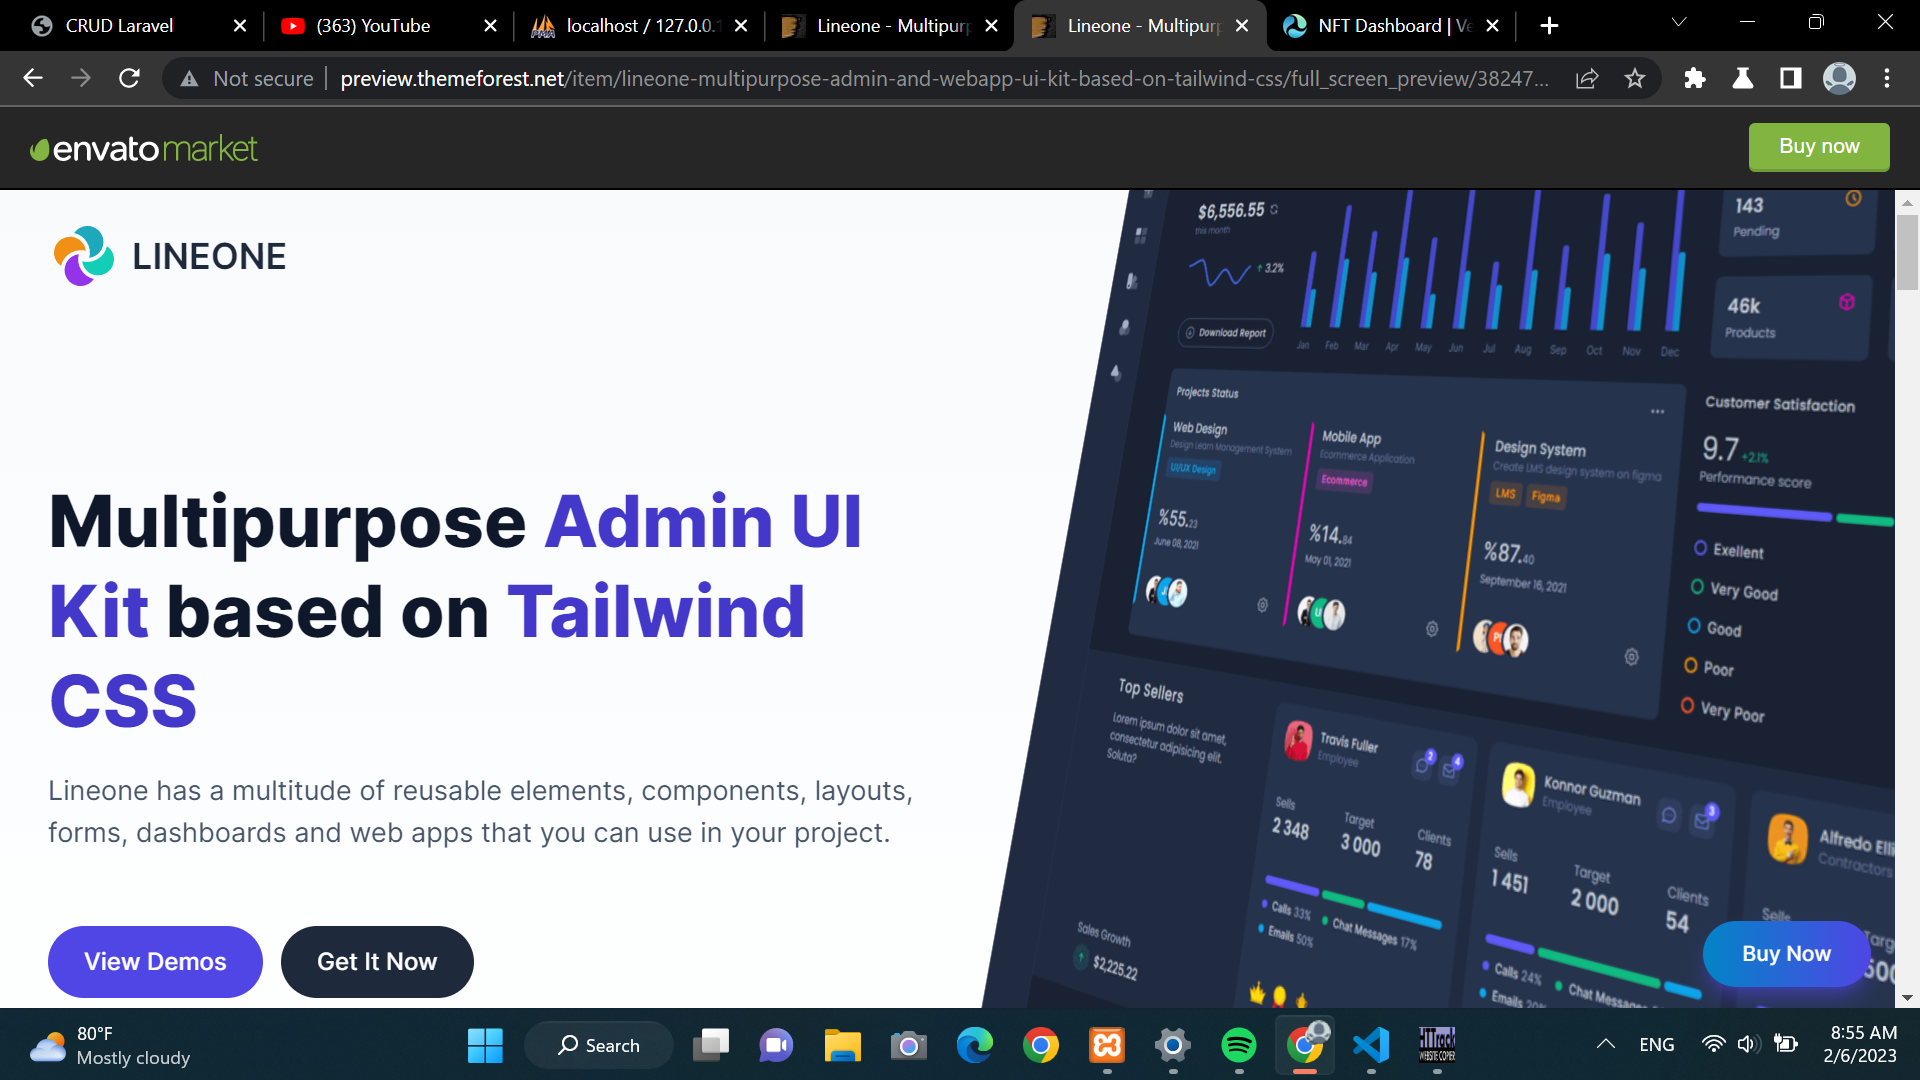 CRUD Laravel
(363) YouTube
localhost / 127.0.0.1
Lineone - Multipurp
Lineone - Multipurp
NFT Dashboard | Ve
Not secure
preview.themeforest.net/item/lineone-multipurpose-admin-and-webapp-ui-kit-based-on-tailwind-css/full_screen_preview/38247...
envato market
Buy now
LINEONE
Multipurpose Admin UI
Kit based on Tailwind
CSS
Lineone has a multitude of reusable elements, components, layouts,
forms, dashboards and web apps that you can use in your project.
View Demos
Get It Now
$6,556.55
this month
3.2%
Download Report
Jan Feb Mar Apr May Jun Jul Aug Sep Oct Nov Dec
143
Pending
46k
Products
Projects Status
Web Design
Design Learn Management System
UI/UX Design
%55.23
June 08, 2021
Mobile App
Ecommerce Application
Ecommerce
%14.84
May 01, 2021
Design System
Create LMS design system on figma
LMS Figma
%87.40
September 16, 2021
Customer Satisfaction
9.7 +2.1%
Performance score
Exellent
Very Good
Good
Poor
Very Poor
Top Sellers
Lorem ipsum dolor sit amet,
consectetur adipisicing elit.
Soluta?
Sales Growth
$2,225.22
Travis Fuller
Employee
2
4
Sells
2 348
Target
3 000
Clients
78
Calls 33%
Chat Messages 17%
Emails 50%
Konnor Guzman
Employee
3
Sells
1 451
Target
2 000
Clients
54
Calls 24%
Chat Messages
Emails 20%
Alfredo Elli
Contractors
Sells
Targ
500
Buy Now
80°F
Mostly cloudy
Search
HTTrack
WEBSITE COPIER
ENG
8:55 AM
2/6/2023